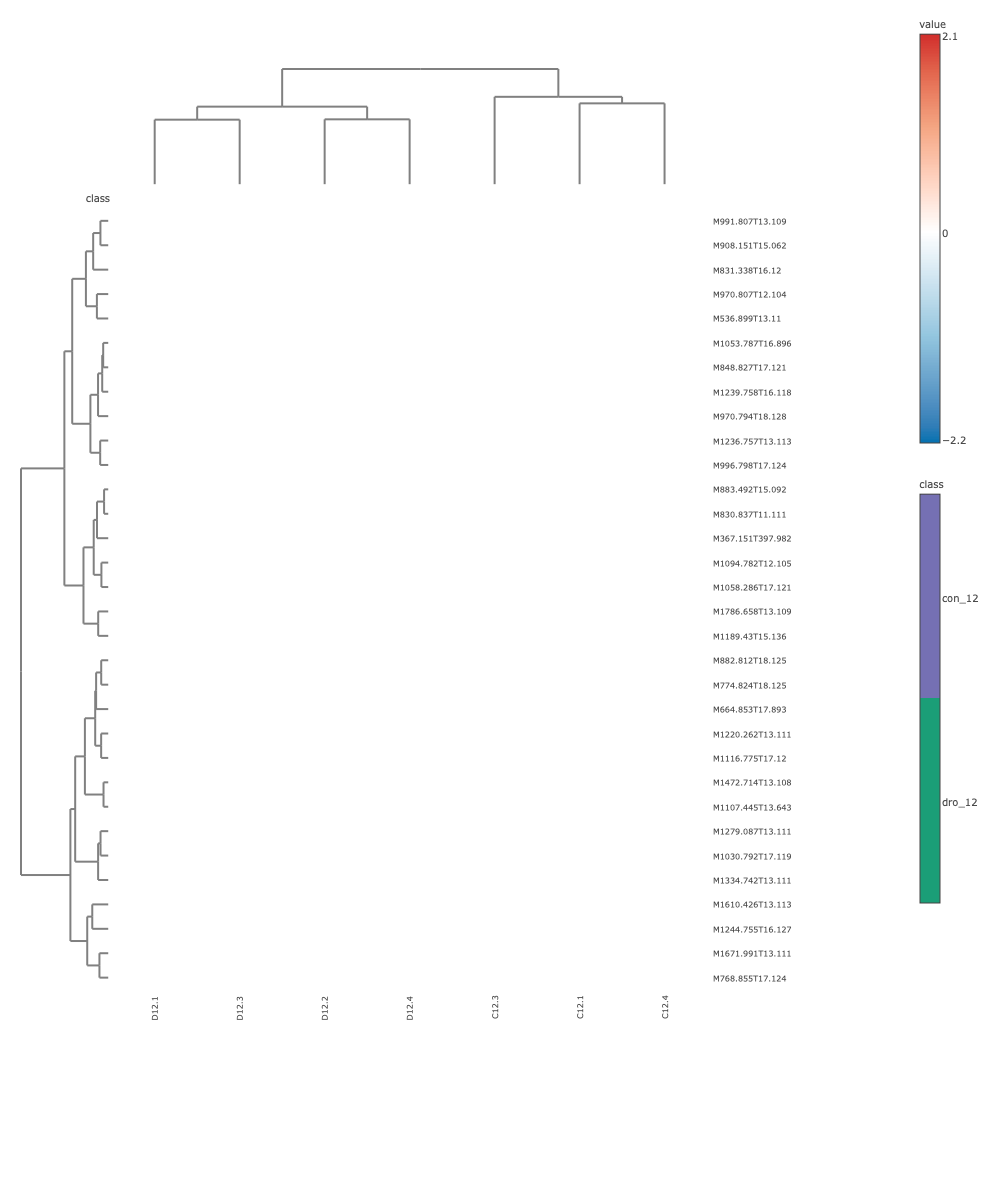 value
2.1
0
−2.2
class
M991.807T13.109
M908.151T15.062
M831.338T16.12
M970.807T12.104
M536.899T13.11
M1053.787T16.896
M848.827T17.121
M1239.758T16.118
M970.794T18.128
M1236.757T13.113
M996.798T17.124
M883.492T15.092
M830.837T11.111
M367.151T397.982
M1094.782T12.105
M1058.286T17.121
M1786.658T13.109
M1189.43T15.136
M882.812T18.125
M774.824T18.125
M664.853T17.893
M1220.262T13.111
M1116.775T17.12
M1472.714T13.108
M1107.445T13.643
M1279.087T13.111
M1030.792T17.119
M1334.742T13.111
M1610.426T13.113
M1244.755T16.127
M1671.991T13.111
M768.855T17.124
class
con_12
dro_12
D12.1
D12.3
D12.2
D12.4
C12.3
C12.1
C12.4